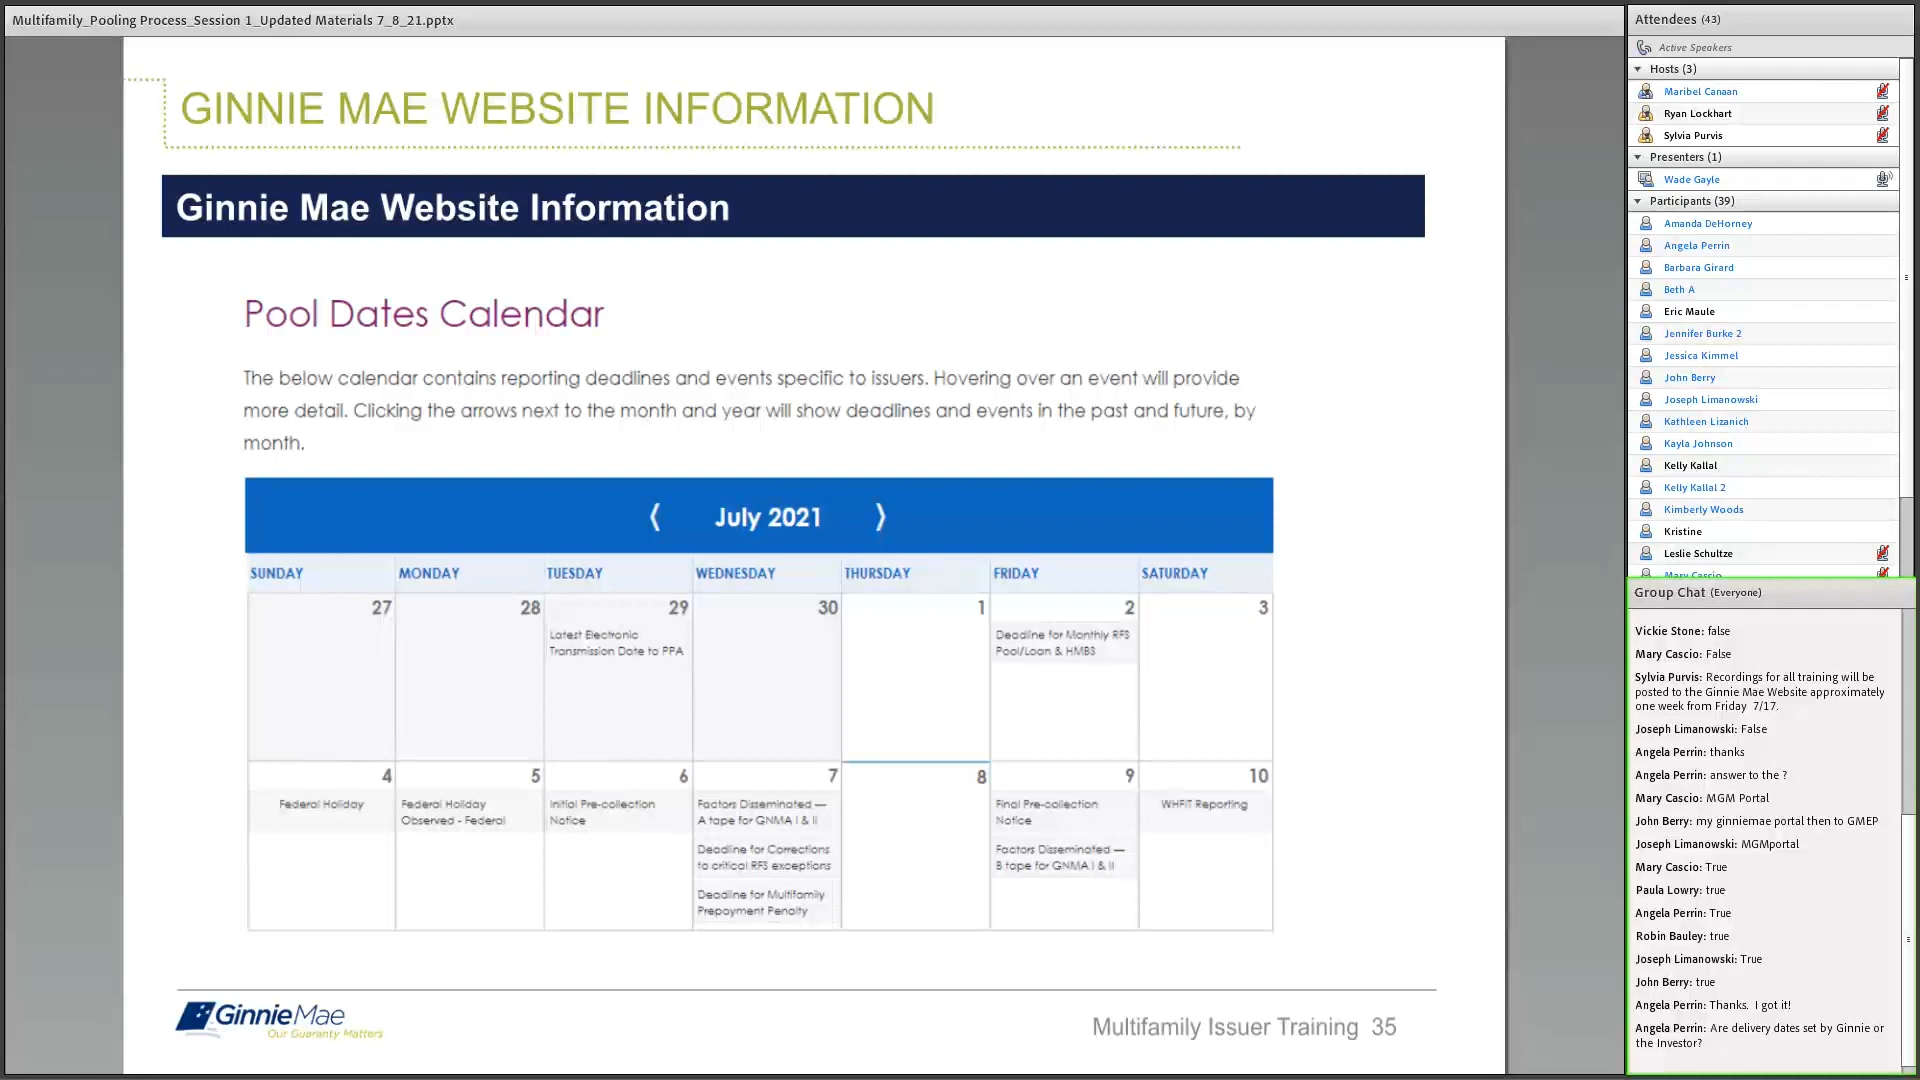 Multifamily_Pooling Process_Session 1_Updated Materials 7_8_21.pptx
GINNIE MAE WEBSITE INFORMATION
Ginnie Mae Website Information
Pool Dates Calendar
The below calendar contains reporting deadlines and events specific to issuers. Hovering over an event will provide
more detail. Clicking the arrows next to the month and year will show deadlines and events in the past and future, by
month.
July 2021
SUNDAY MONDAY TUESDAY WEDNESDAY THURSDAY FRIDAY SATURDAY
27 28 29 30 1 2 3
Latest Electronic
Transmission Date to PPA
Deadline for Monthly RFS
Pool/Loan & HMBS
4 5 6 7 8 9 10
Federal Holiday
Federal Holiday
Observed - Federal
Initial Pre-collection
Notice
Factors Disseminated —
A tape for GNMA I & II
Deadline for Corrections
to critical RFS exceptions
Deadline for Multifamily
Prepayment Penalty
Final Pre-collection
Notice
Factors Disseminated —
B tape for GNMA I & II
WHFIT Reporting
GinnieMae
Our Guaranty Matters
Multifamily Issuer Training 35
Attendees (43)
Active Speakers
Hosts (3)
Maribel Canaan
Ryan Lockhart
Sylvia Purvis
Presenters (1)
Wade Gayle
Participants (39)
Amanda DeHorney
Angela Perrin
Barbara Girard
Beth A
Eric Maule
Jennifer Burke 2
Jessica Kimmel
John Berry
Joseph Limanowski
Kathleen Lizanich
Kayla Johnson
Kelly Kallal
Kelly Kallal 2
Kimberly Woods
Kristine
Leslie Schultze
Mary Cascio
Group Chat (Everyone)
Vickie Stone: false
Mary Cascio: False
Sylvia Purvis: Recordings for all training will be
posted to the Ginnie Mae Website approximately
one week from Friday 7/17.
Joseph Limanowski: False
Angela Perrin: thanks
Angela Perrin: answer to the ?
Mary Cascio: MGM Portal
John Berry: my ginniemae portal then to GMEP
Joseph Limanowski: MGMportal
Mary Cascio: True
Paula Lowry: true
Angela Perrin: True
Robin Bauley: true
Joseph Limanowski: True
John Berry: true
Angela Perrin: Thanks. I got it!
Angela Perrin: Are delivery dates set by Ginnie or
the Investor?